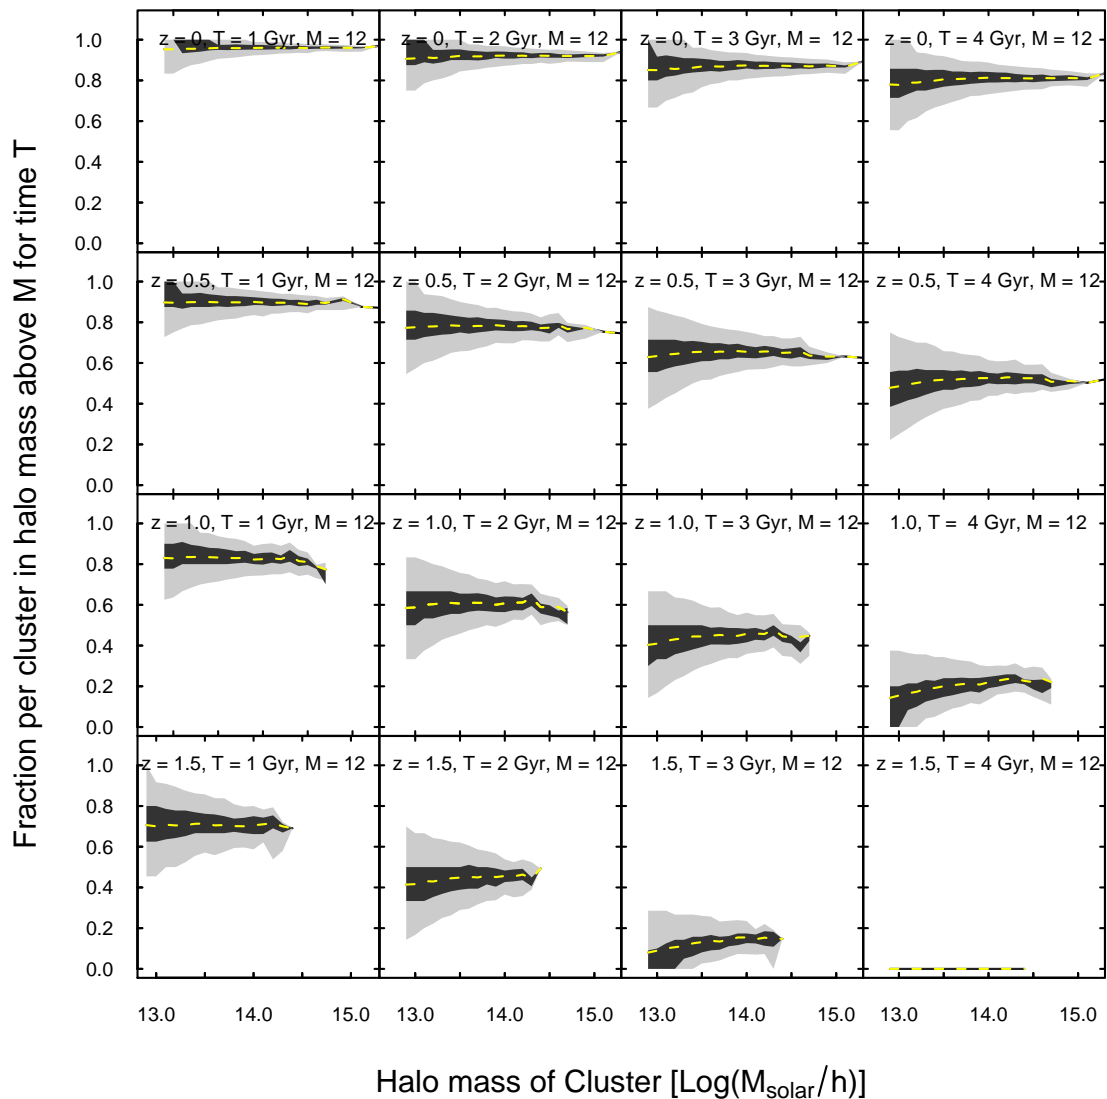 Fraction per cluster in halo mass above M for time T
1.0
0.8
0.6
0.4
0.2
0.0
z = 0, T = 1 Gyr, M = 12
z = 0, T = 2 Gyr, M = 12
z = 0, T = 3 Gyr, M = 12
z = 0, T = 4 Gyr, M = 12
1.0
0.8
0.6
0.4
0.2
0.0
z = 0.5, T = 1 Gyr, M = 12
z = 0.5, T = 2 Gyr, M = 12
z = 0.5, T = 3 Gyr, M = 12
z = 0.5, T = 4 Gyr, M = 12
1.0
0.8
0.6
0.4
0.2
0.0
z = 1.0, T = 1 Gyr, M = 12
z = 1.0, T = 2 Gyr, M = 12
z = 1.0, T = 3 Gyr, M = 12
1.0, T = 4 Gyr, M = 12
1.0
0.8
0.6
0.4
0.2
0.0
z = 1.5, T = 1 Gyr, M = 12
z = 1.5, T = 2 Gyr, M = 12
1.5, T = 3 Gyr, M = 12
z = 1.5, T = 4 Gyr, M = 12
13.0 14.0 15.0 13.0 14.0 15.0 13.0 14.0 15.0 13.0 14.0 15.0
Halo mass of Cluster [Log(M_solar/h)]